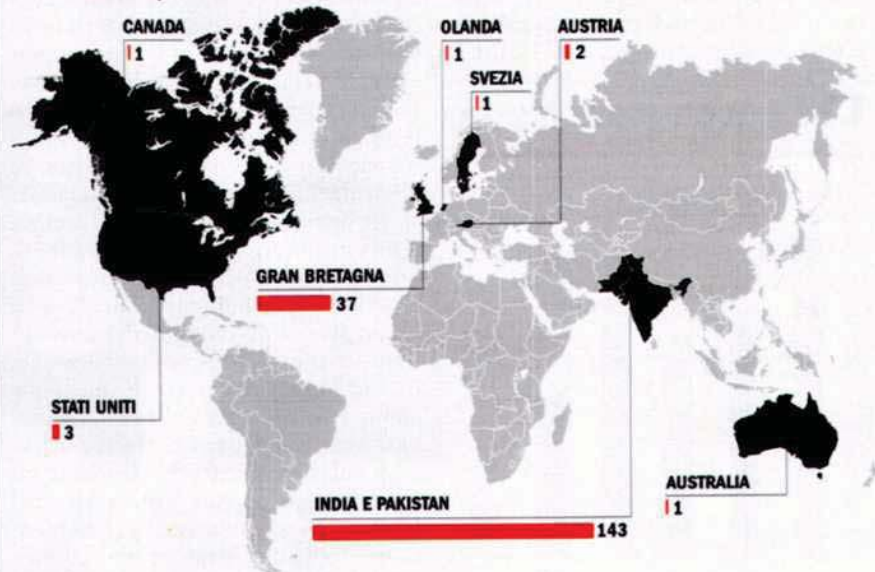 CANADA
1
OLANDA
1
AUSTRIA
2
SVEZIA
1
GRAN BRETAGNA
37
STATI UNITI
3
INDIA E PAKISTAN
143
AUSTRALIA
1